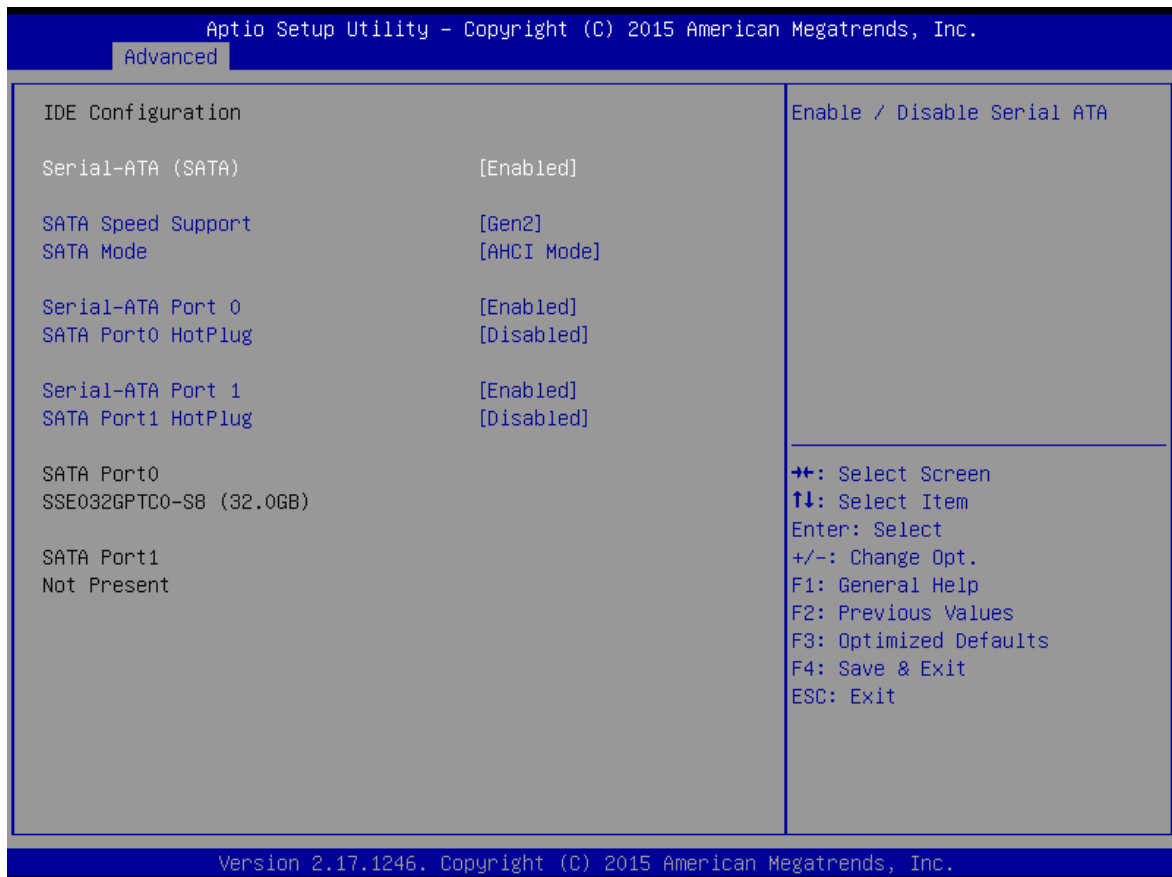 Aptio Setup Utility – Copyright (C) 2015 American Megatrends, Inc.
Advanced
IDE Configuration
Serial-ATA (SATA) [Enabled]
SATA Speed Support [Gen2]
SATA Mode [AHCI Mode]
Serial-ATA Port 0 [Enabled]
SATA Port0 HotPlug [Disabled]
Serial-ATA Port 1 [Enabled]
SATA Port1 HotPlug [Disabled]
SATA Port0
SSE032GPTC0-S8 (32.0GB)
SATA Port1
Not Present
Enable / Disable Serial ATA
→←: Select Screen
↑↓: Select Item
Enter: Select
+/-: Change Opt.
F1: General Help
F2: Previous Values
F3: Optimized Defaults
F4: Save & Exit
ESC: Exit
Version 2.17.1246. Copyright (C) 2015 American Megatrends, Inc.